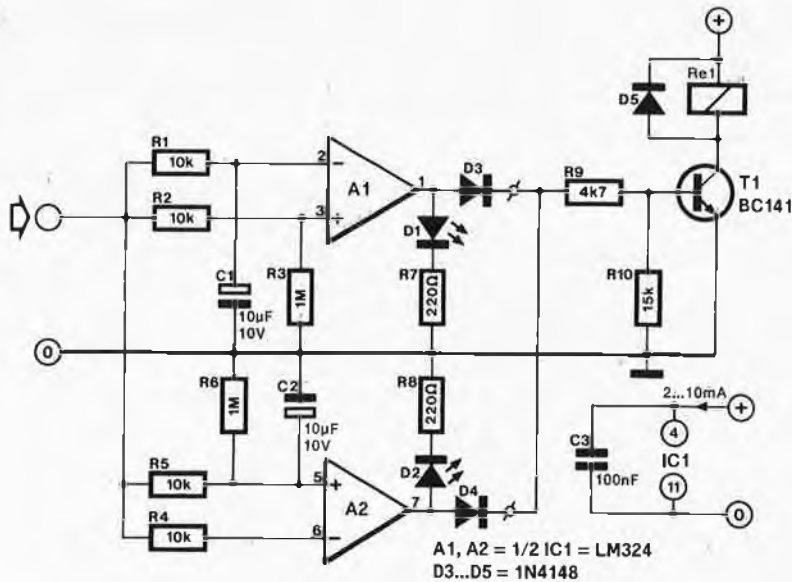 +
Re1
D5
R1
10k
2
−
A1
1
D3
R9
4k7
T1
BC141
R2
10k
3
+
D1
C1
10µF
10V
R3
1M
R7
220Ω
R10
15k
0
R6
1M
C2
10µF
10V
R8
220Ω
2...10mA
+
4
C3
100nF
IC1
11
0
R5
10k
5
+
D2
A2
7
D4
R4
10k
6
−
A1, A2 = 1/2 IC1 = LM324
D3...D5 = 1N4148